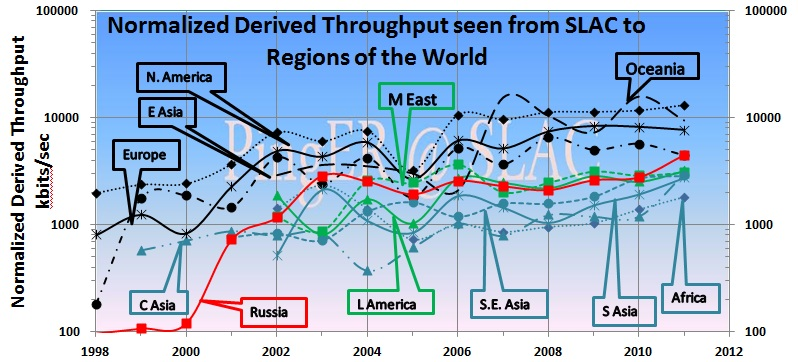 Normalized Derived Throughput seen from SLAC to
Regions of the World
Normalized Derived Throughput
kbits/sec
100000
10000
1000
100
100000
10000
1000
100
N. America
E Asia
Europe
M East
Oceania
PingER @ SLAC
C Asia
Russia
L America
S.E. Asia
S Asia
Africa
1998
2000
2002
2004
2006
2008
2010
2012